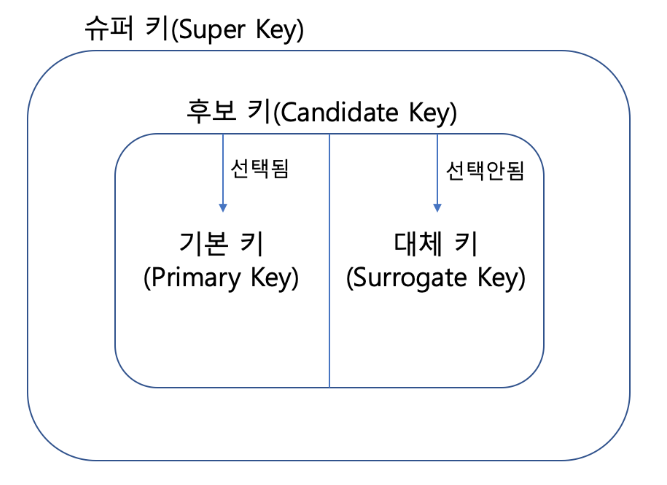 슈퍼 키(Super Key)
후보 키(Candidate Key)
선택됨
선택안됨
기본 키
(Primary Key)
대체 키
(Surrogate Key)